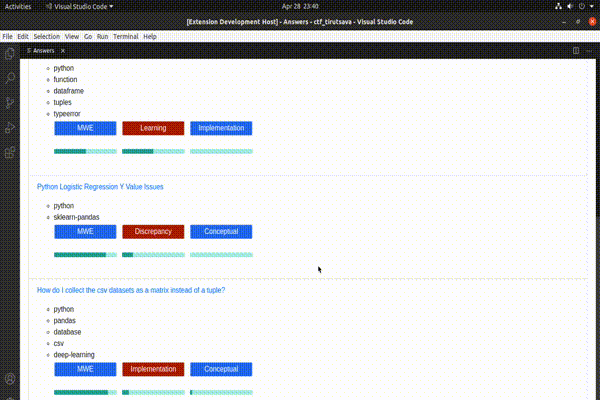 Activities Visual Studio Code Apr 28 23:40
[Extension Development Host] - Answers - ctf_tirutsava - Visual Studio Code
File Edit Selection View Go Run Terminal Help
Answers
python
function
dataframe
tuples
typeerror
MWE Learning Implementation
Python Logistic Regression Y Value Issues
python
sklearn-pandas
MWE Discrepancy Conceptual
How do I collect the csv datasets as a matrix instead of a tuple?
python
pandas
database
csv
deep-learning
MWE Implementation Conceptual